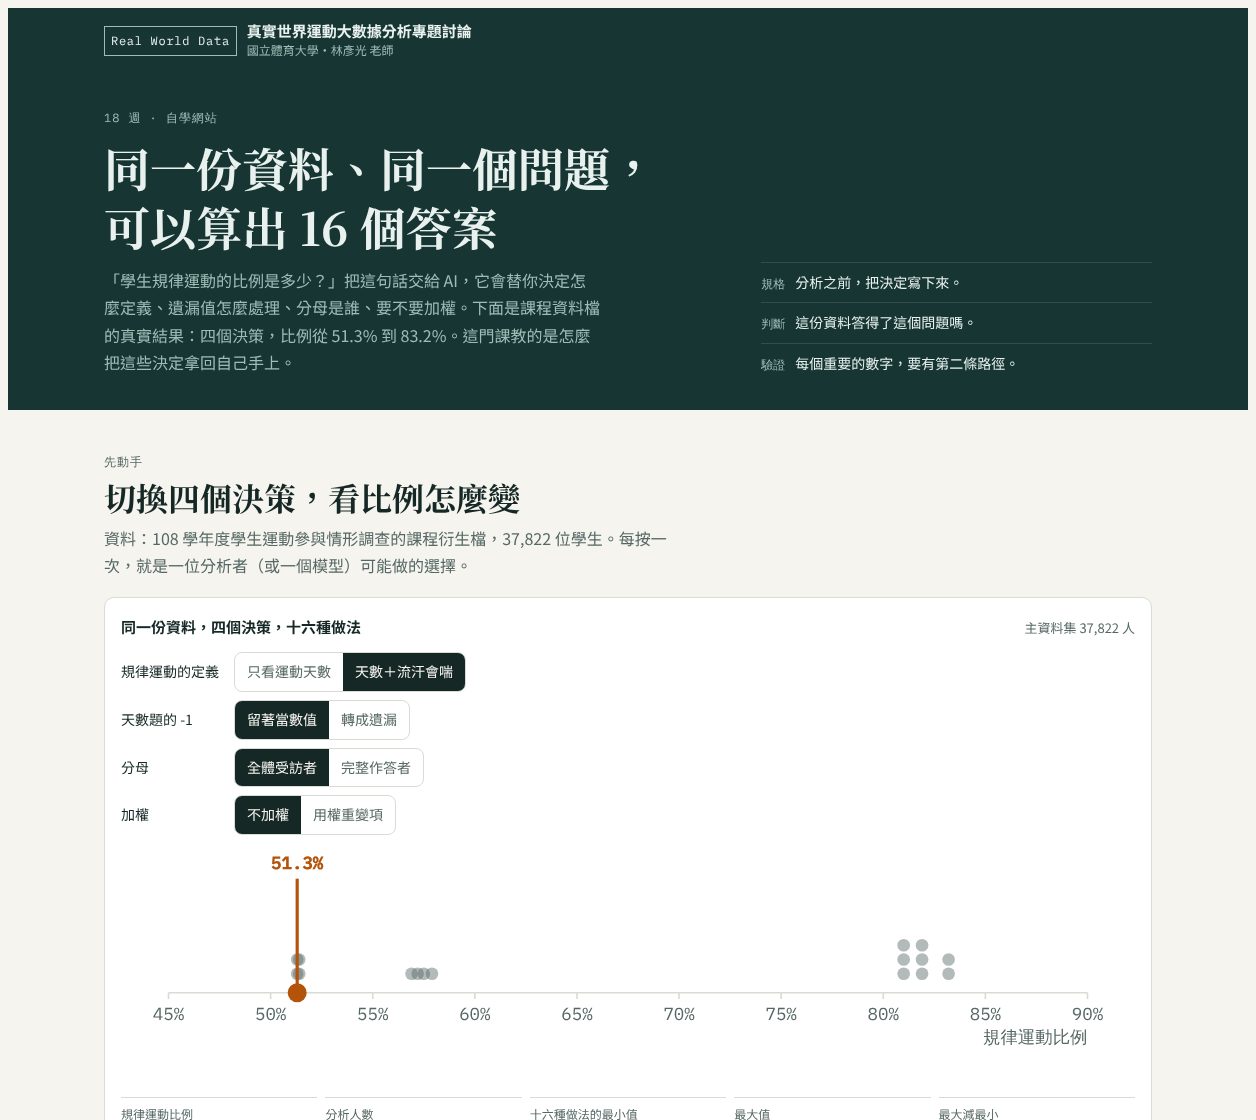 Real World Data
真實世界運動大數據分析專題討論
國立體育大學・林彥光 老師
18 週 · 自學網站
同一份資料、同一個問題，
可以算出 16 個答案
「學生規律運動的比例是多少？」把這句話交給 AI，它會替你決定怎
麼定義、遺漏值怎麼處理、分母是誰、要不要加權。下面是課程資料檔
的真實結果：四個決策，比例從 51.3% 到 83.2%。這門課教的是怎麼
把這些決定拿回自己手上。
規格 分析之前，把決定寫下來。
判斷 這份資料答得了這個問題嗎。
驗證 每個重要的數字，要有第二條路徑。
先動手
切換四個決策，看比例怎麼變
資料：108 學年度學生運動參與情形調查的課程衍生檔，37,822 位學生。每按一
次，就是一位分析者（或一個模型）可能做的選擇。
同一份資料，四個決策，十六種做法
主資料集 37,822 人
規律運動的定義 只看運動天數 天數＋流汗會喘
天數題的 -1 留著當數值 轉成遺漏
分母 全體受訪者 完整作答者
加權 不加權 用權重變項
51.3%
45% 50% 55% 60% 65% 70% 75% 80% 85% 90%
規律運動比例
規律運動比例 分析人數 十六種做法的最小值 最大值 最大減最小